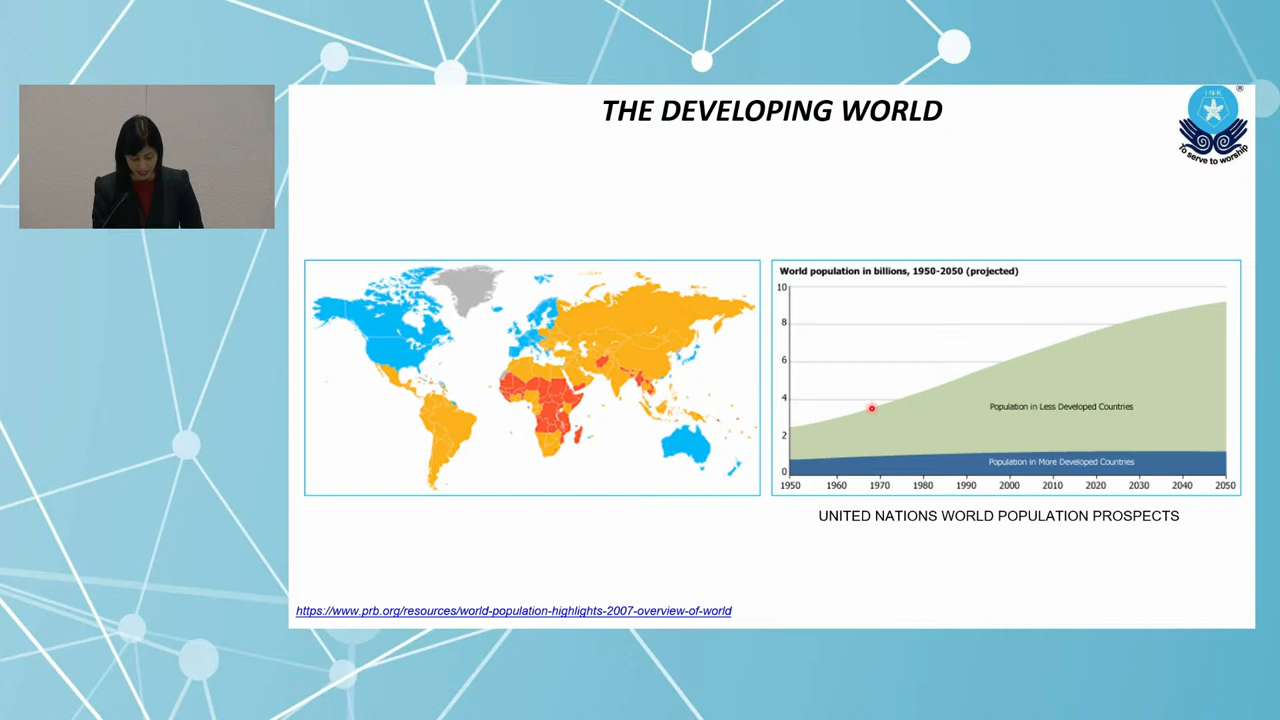 THE DEVELOPING WORLD
I-N-K
®
To serve to worship
World population in billions, 1950-2050 (projected)
10
8
6
4
2
0
Population in Less Developed Countries
Population in More Developed Countries
1950 1960 1970 1980 1990 2000 2010 2020 2030 2040 2050
UNITED NATIONS WORLD POPULATION PROSPECTS
https://www.prb.org/resources/world-population-highlights-2007-overview-of-world